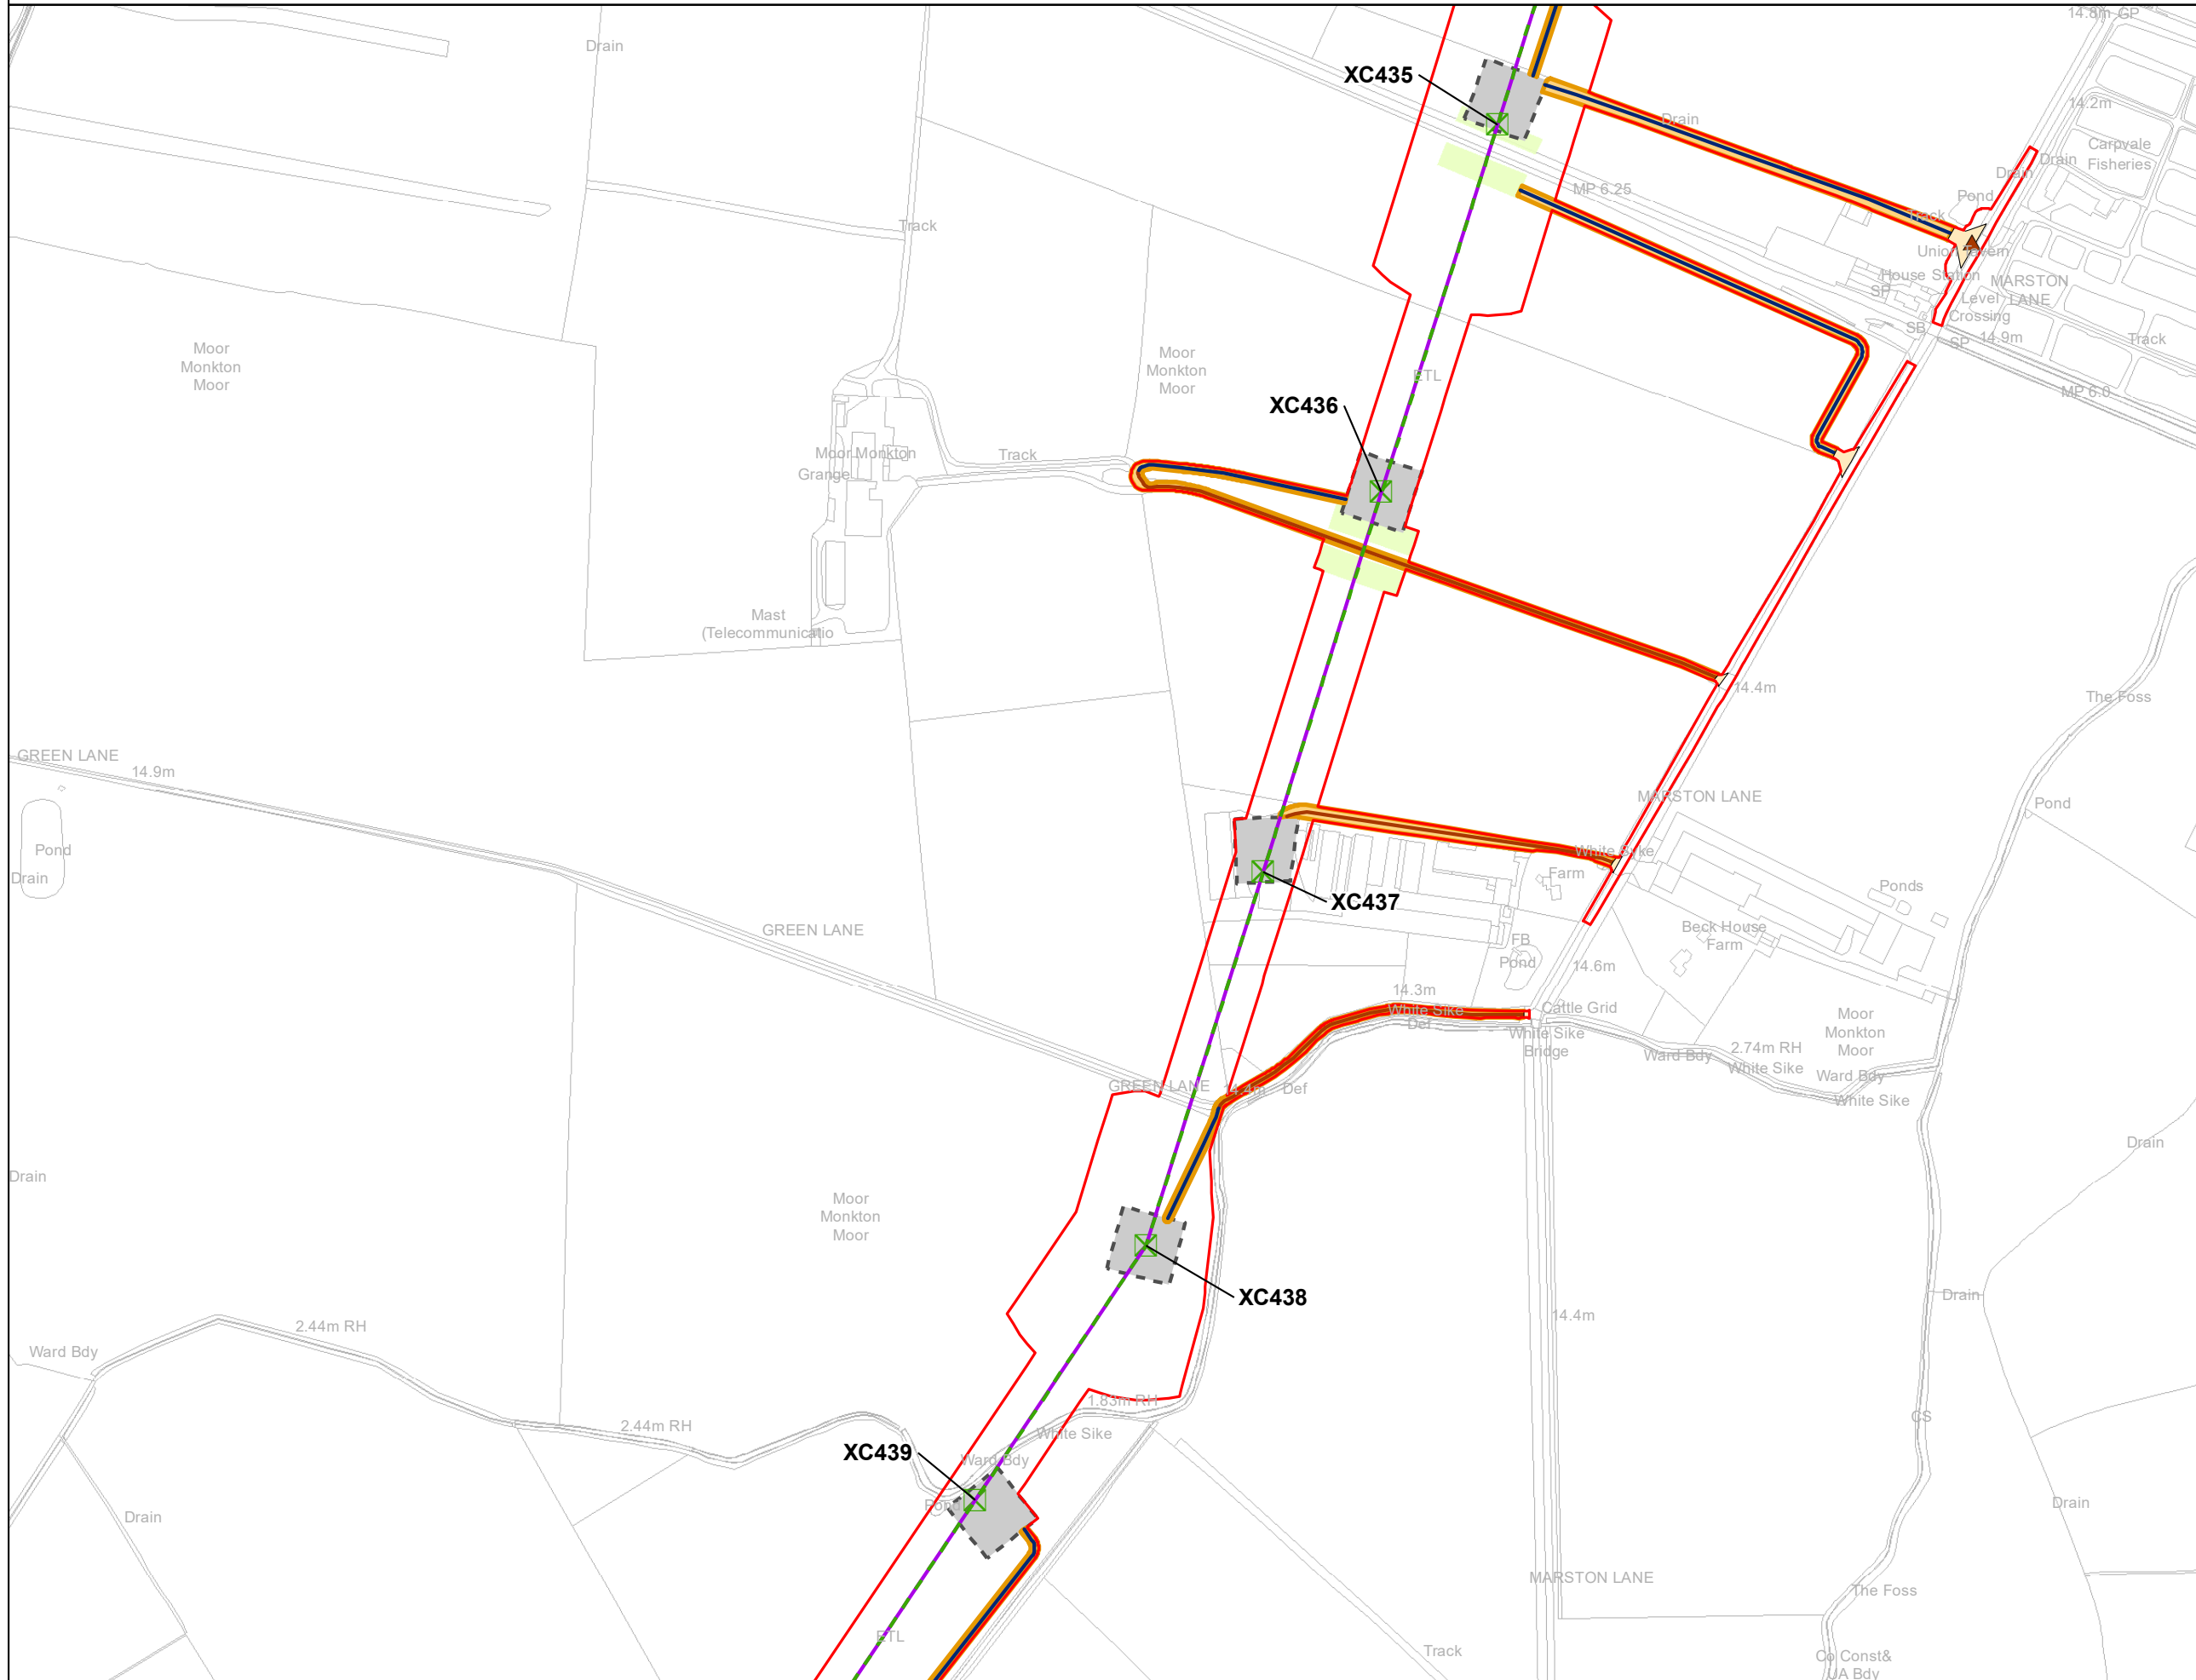 14.8m GP
Drain
XC435
14.2m
Drain
Carpvale
Fisheries
Drain
Drain
MP 6.25
Pond
Track
Track
Union Tavern
House Station
SP
MARSTON
LANE
Level
Crossing
SB
SP
14.9m
Track
Moor
Monkton
Moor
Moor
Monkton
Moor
ETL
MP 6.0
XC436
Moor Monkton
Grange
Track
Mast
(Telecommunicatio
14.4m
The Foss
GREEN LANE
14.9m
MARSTON LANE
Pond
Pond
Drain
White Syke
Farm
Ponds
XC437
GREEN LANE
Beck House
Farm
FB
Pond
14.6m
14.3m
White Sike
Def
Cattle Grid
White Sike
Bridge
Moor
Monkton
Moor
Ward Bdy
2.74m RH
White Sike
Ward Bdy
White Sike
GREEN LANE
14.4m
Def
Drain
Drain
Moor
Monkton
Moor
XC438
Drain
14.4m
2.44m RH
Ward Bdy
1.83m RH
CS
2.44m RH
White Sike
XC439
Ward Bdy
Pond
Drain
Drain
MARSTON LANE
The Foss
ETL
Track
Co Const&
UA Bdy